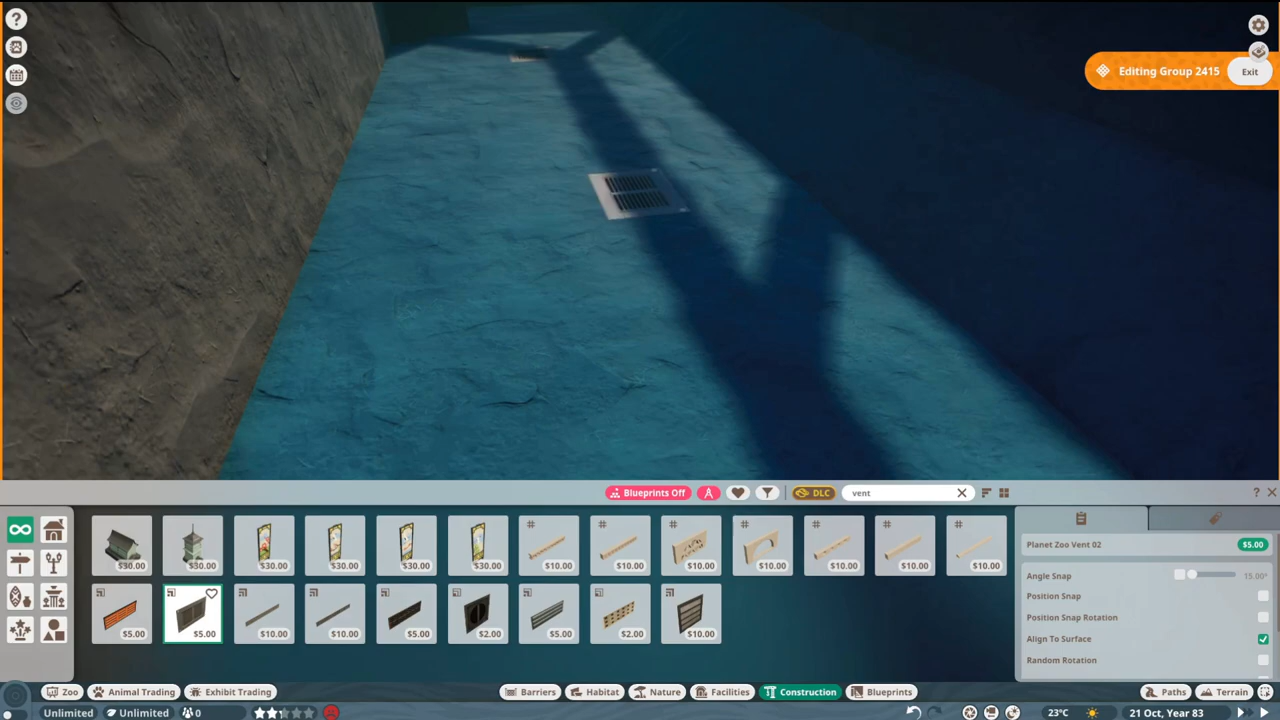 ?
Editing Group 2415
Exit
Blueprints Off
DLC
vent
?
$30.00
$30.00
$30.00
$30.00
$30.00
$30.00
$10.00
$10.00
$10.00
$10.00
$10.00
$10.00
$10.00
$5.00
$5.00
$10.00
$10.00
$5.00
$2.00
$5.00
$2.00
$10.00
Planet Zoo Vent 02
$5.00
Angle Snap
15.00°
Position Snap
Position Snap Rotation
Align To Surface
Random Rotation
Zoo
Animal Trading
Exhibit Trading
Barriers
Habitat
Nature
Facilities
Construction
Blueprints
Paths
Terrain
Unlimited
Unlimited
0
23°C
21 Oct, Year 83